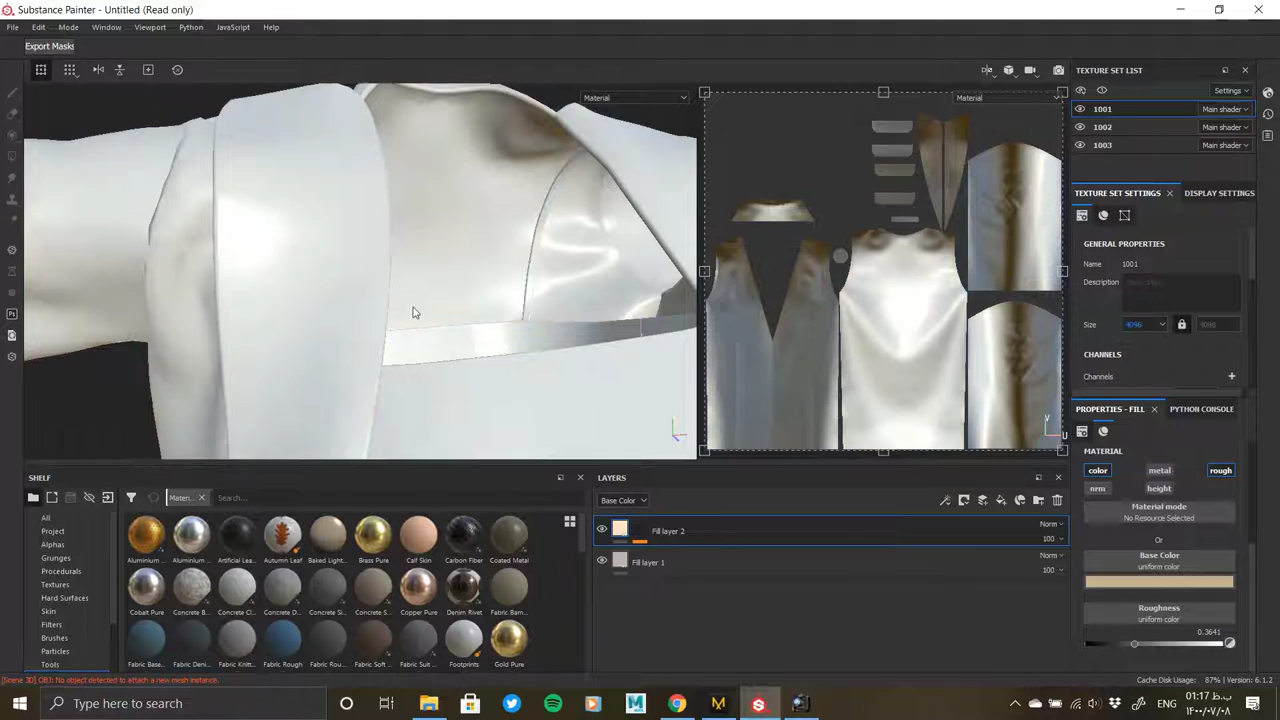 Substance Painter - Untitled (Read only)
File Edit Mode Window Viewport Python JavaScript Help
Export Masks
Material
Material
TEXTURE SET LIST
Settings
1001 Main shader
1002 Main shader
1003 Main shader
TEXTURE SET SETTINGS DISPLAY SETTINGS
GENERAL PROPERTIES
Name 1001
Description
Size 4096 4096
CHANNELS
Channels
PROPERTIES - FILL PYTHON CONSOLE
MATERIAL
color metal rough
nrm height
Material mode
No Resource Selected
Or
Base Color
uniform color
Roughness
uniform color
0.3641
V
U
SHELF
Materi...
Search...
All
Project
Alphas
Grunges
Procedurals
Textures
Hard Surfaces
Skin
Filters
Brushes
Particles
Tools
Aluminium ... Aluminium ... Artificial Lea... Autumn Leaf Baked Light... Brass Pure Calf Skin Carbon Fiber Coated Metal
Cobalt Pure Concrete B... Concrete Cl... Concrete D... Concrete Si... Concrete S... Copper Pure Denim Rivet Fabric Bam...
Fabric Base... Fabric Deni... Fabric Knitt... Fabric Rough Fabric Rou... Fabric Soft ... Fabric Suit ... Footprints Gold Pure
LAYERS
Base Color
Fill layer 2 Norm
100
Fill layer 1 Norm
100
[Scene 3D] OBJ: No object detected to attach a new mesh instance.
Cache Disk Usage: 87% | Version: 6.1.2
Type here to search
ENG
01:17 ب.ظ
۱۴۰۰/۰۷/۰۸